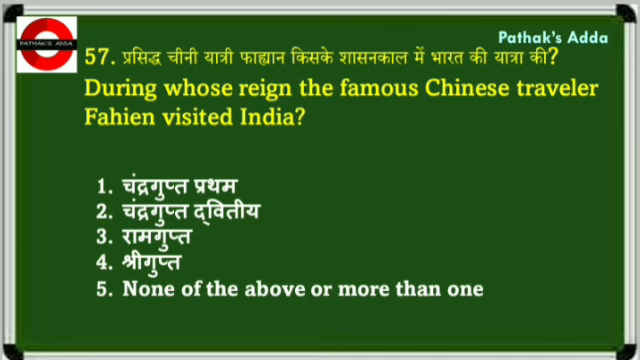 Pathak's Adda
PATHAK'S ADDA
57. प्रसिद्ध चीनी यात्री फाह्यान किसके शासनकाल में भारत की यात्रा की?
During whose reign the famous Chinese traveler
Fahien visited India?
1. चंद्रगुप्त प्रथम
2. चंद्रगुप्त द्वितीय
3. रामगुप्त
4. श्रीगुप्त
5. None of the above or more than one